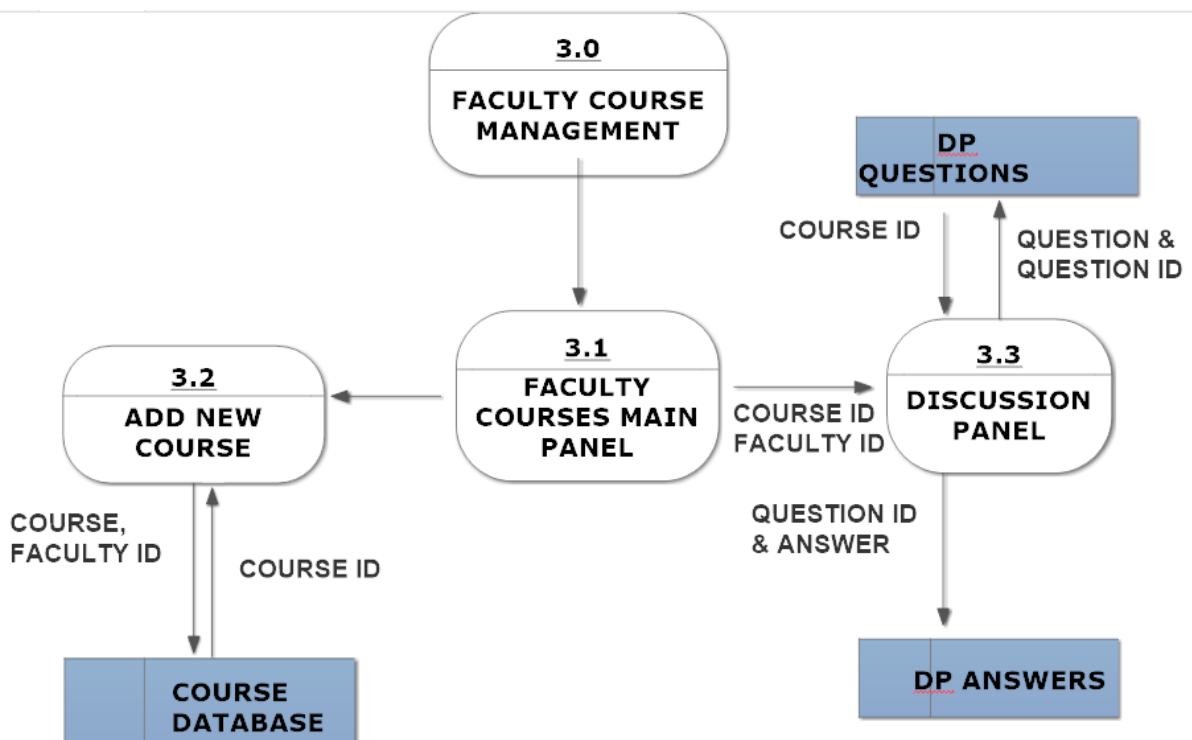 3.0
FACULTY COURSE
MANAGEMENT
DP
QUESTIONS
COURSE ID
QUESTION &
QUESTION ID
3.1
FACULTY
COURSES MAIN
PANEL
3.2
ADD NEW
COURSE
COURSE ID
FACULTY ID
3.3
DISCUSSION
PANEL
COURSE,
FACULTY ID
COURSE ID
QUESTION ID
& ANSWER
COURSE
DATABASE
DP ANSWERS